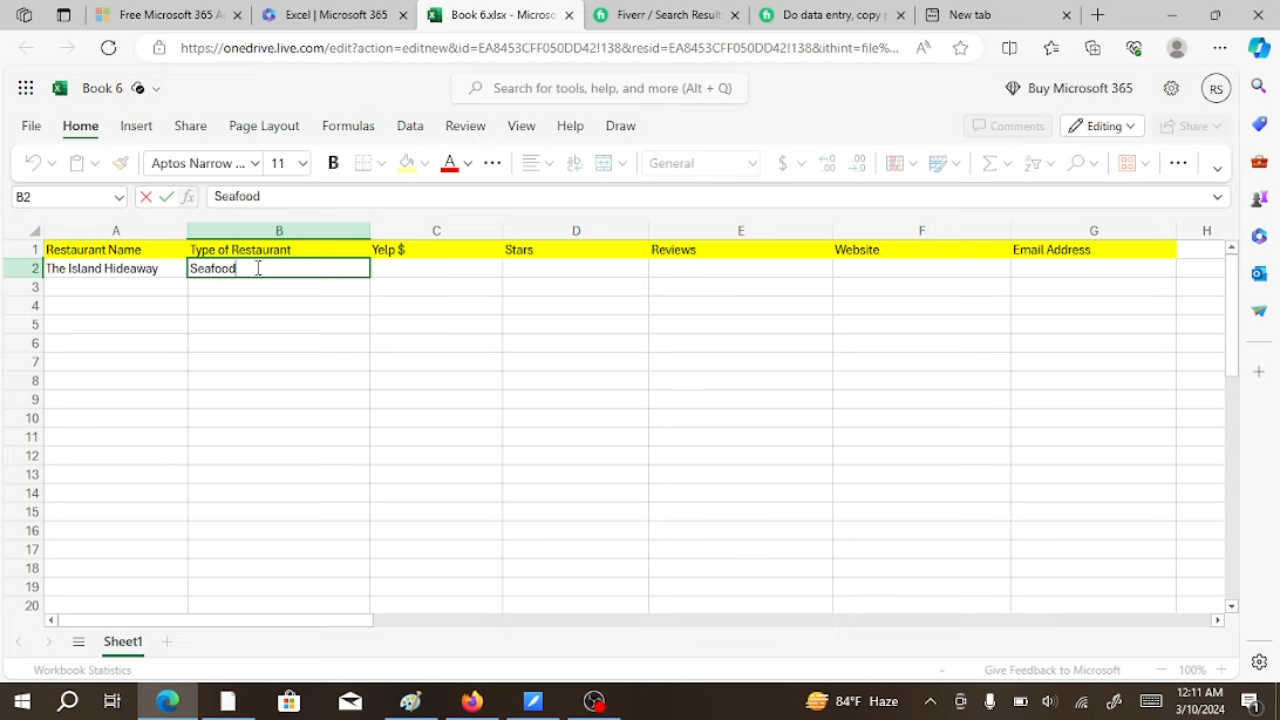 Free Microsoft 365 A
Excel | Microsoft 365
Book 6.xlsx - Microso
Fiverr / Search Result
Do data entry, copy p
New tab
https://onedrive.live.com/edit?action=editnew&id=EA8453CFF050DD42!138&resid=EA8453CFF050DD42!138&ithint=file%...
Book 6
Search for tools, help, and more (Alt + Q)
Buy Microsoft 365
RS
File Home Insert Share Page Layout Formulas Data Review View Help Draw
Comments Editing Share
Aptos Narrow ... 11 B A General $
B2 fx Seafood
A B C D E F G H
1 Restaurant Name Type of Restaurant Yelp $ Stars Reviews Website Email Address
2 The Island Hideaway Seafood
3
4
5
6
7
8
9
10
11
12
13
14
15
16
17
18
19
20
Sheet1
Workbook Statistics Give Feedback to Microsoft 100%
84°F Haze
12:11 AM
3/10/2024
1